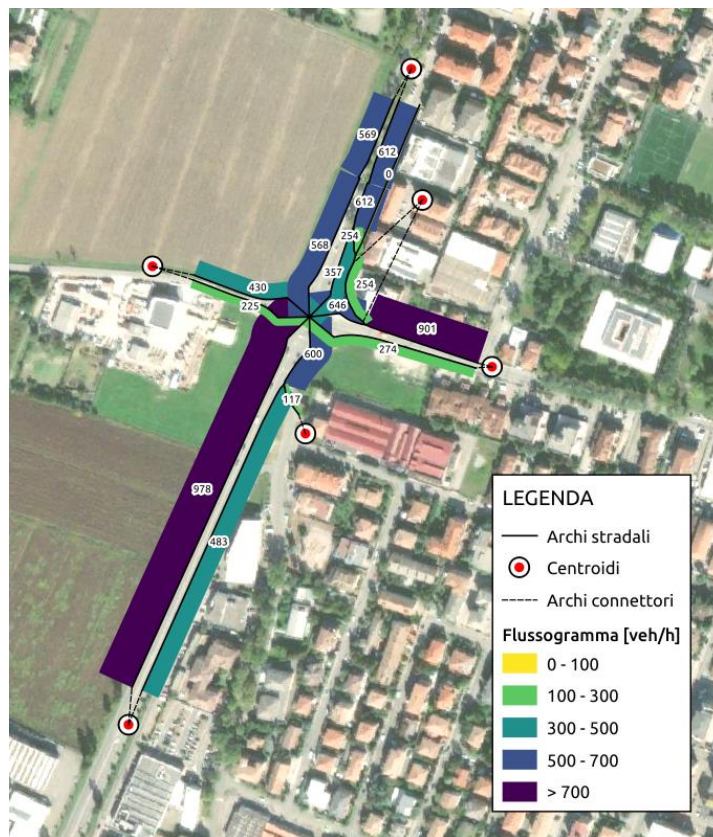 569
612
0
612
254
568
357
254
430
646
225
901
274
600
117
978
483
LEGENDA
Archi stradali
Centroidi
Archi connettori
Flussogramma [veh/h]
0 - 100
100 - 300
300 - 500
500 - 700
> 700